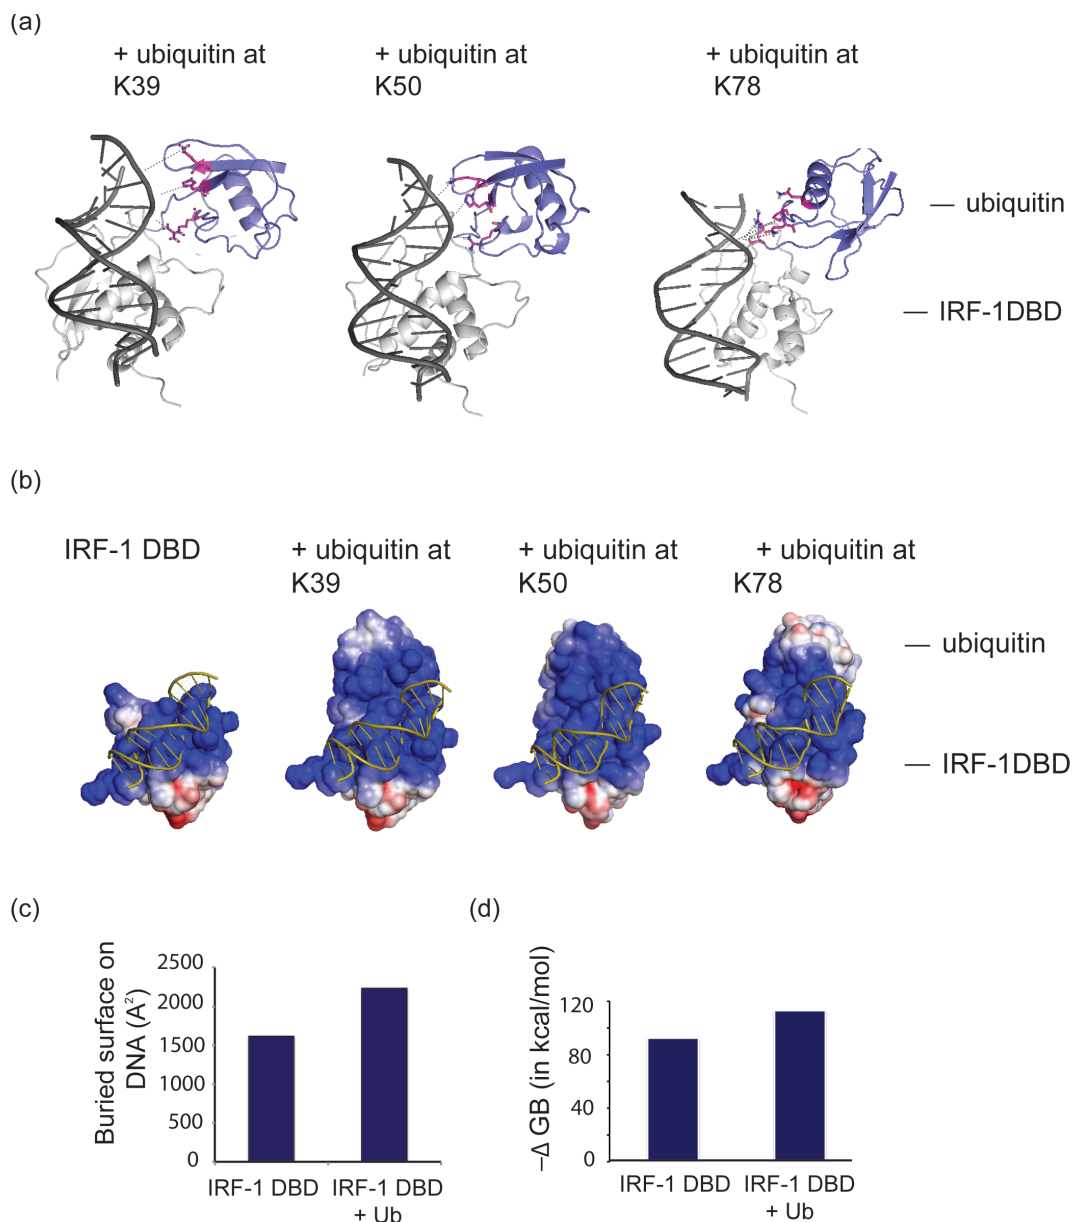 (a)
+ ubiquitin at
K39
+ ubiquitin at
K50
+ ubiquitin at
K78
— ubiquitin
— IRF-1DBD
(b)
IRF-1 DBD
+ ubiquitin at
K39
+ ubiquitin at
K50
+ ubiquitin at
K78
— ubiquitin
— IRF-1DBD
(c)
Buried surface on
DNA (A²)
2500
2000
1500
1000
500
0
IRF-1 DBD
IRF-1 DBD
+ Ub
(d)
–Δ GB (in kcal/mol)
120
80
40
0
IRF-1 DBD
IRF-1 DBD
+ Ub